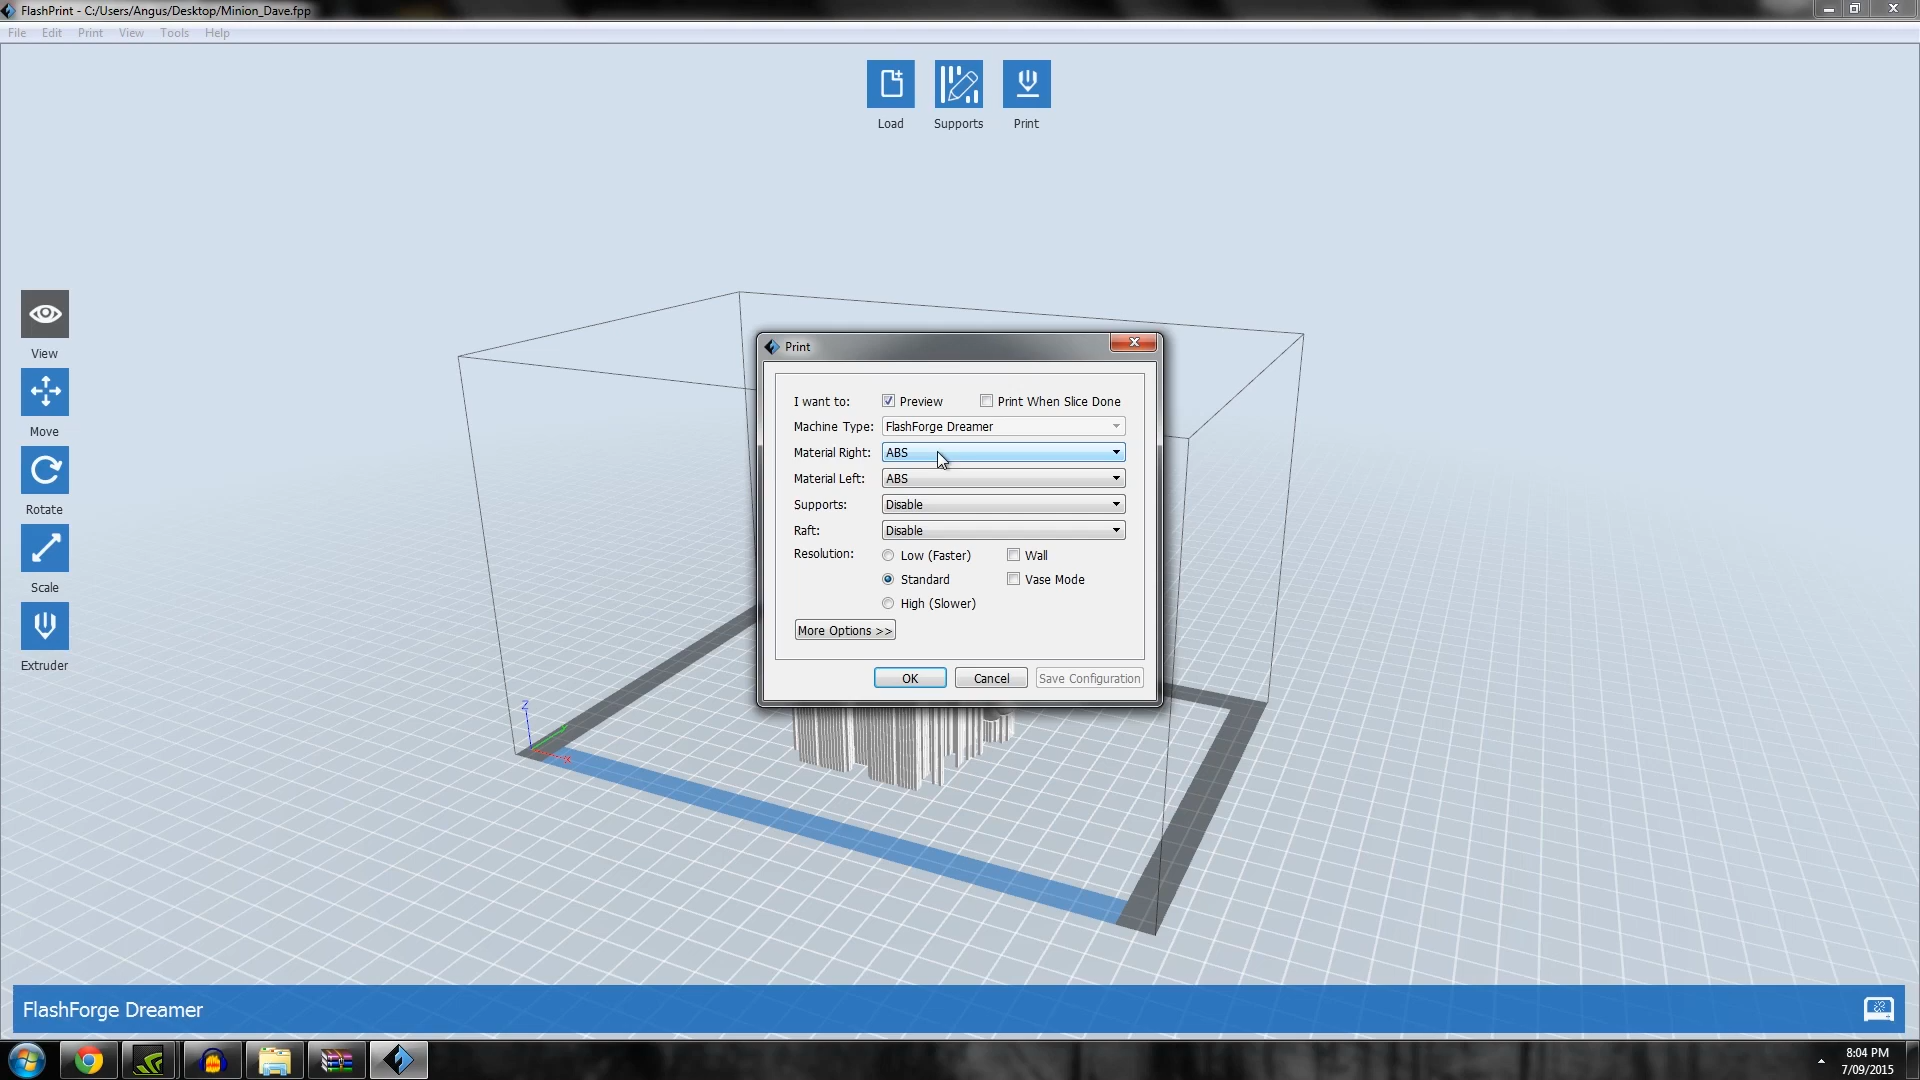 FlashPrint - C:/Users/Angus/Desktop/Minion_Dave.fpp
File Edit Print View Tools Help
Load Supports Print
View
Move
Rotate
Scale
Extruder
Print
I want to: Preview Print When Slice Done
Machine Type: FlashForge Dreamer
Material Right: ABS
Material Left: ABS
Supports: Disable
Raft: Disable
Resolution: Low (Faster) Wall
Standard Vase Mode
High (Slower)
More Options >>
OK Cancel Save Configuration
Z
X
FlashForge Dreamer
8:04 PM
7/09/2015